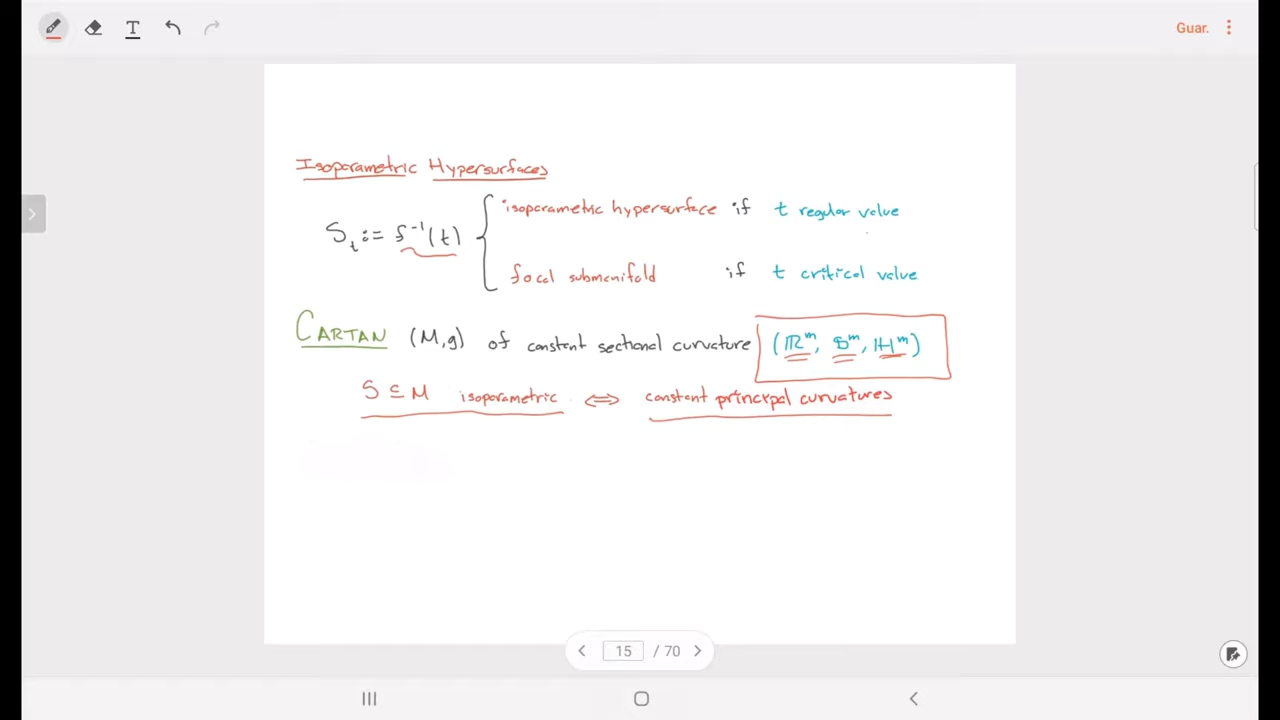 Guar.
Isoparametric Hypersurfaces
S_t := f⁻¹(t) { isoparametric hypersurface if t regular value
focal submanifold if t critical value
CARTAN (M,g) of constant sectional curvature (ℝᵐ, 𝕊ᵐ, ℍᵐ)
S ⊆ M isoparametric ⟺ constant principal curvatures
15 / 70